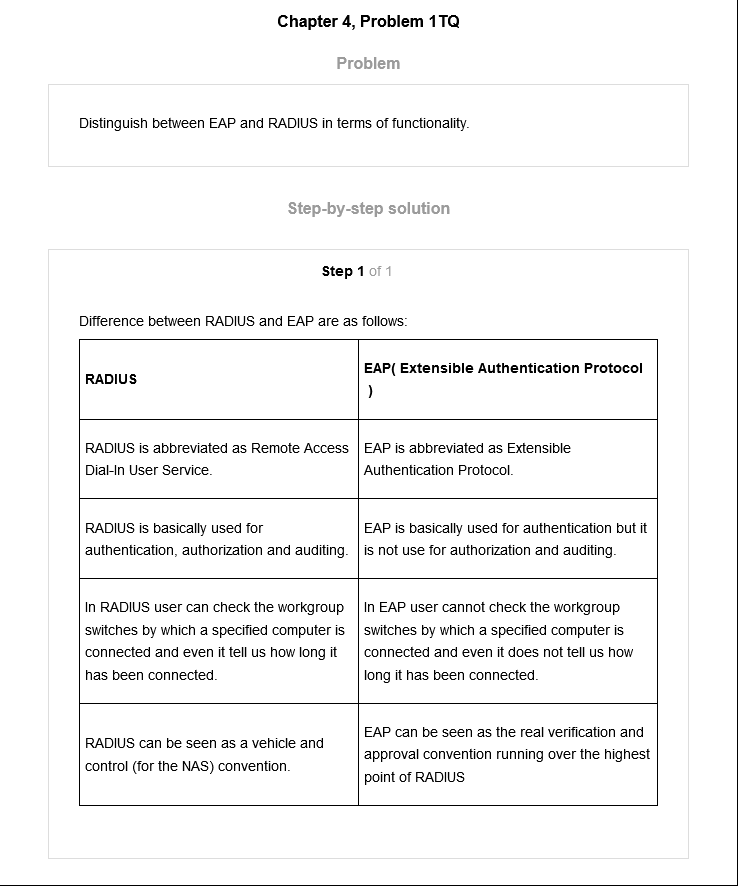 Chapter 4, Problem 1TQ
Problem
Distinguish between EAP and RADIUS in terms of functionality.
Step-by-step solution
Step 1 of 1
Difference between RADIUS and EAP are as follows:
RADIUS
EAP( Extensible Authentication Protocol
)
RADIUS is abbreviated as Remote Access
Dial-In User Service.
EAP is abbreviated as Extensible
Authentication Protocol.
RADIUS is basically used for
authentication, authorization and auditing.
EAP is basically used for authentication but it
is not use for authorization and auditing.
In RADIUS user can check the workgroup
switches by which a specified computer is
connected and even it tell us how long it
has been connected.
In EAP user cannot check the workgroup
switches by which a specified computer is
connected and even it does not tell us how
long it has been connected.
RADIUS can be seen as a vehicle and
control (for the NAS) convention.
EAP can be seen as the real verification and
approval convention running over the highest
point of RADIUS